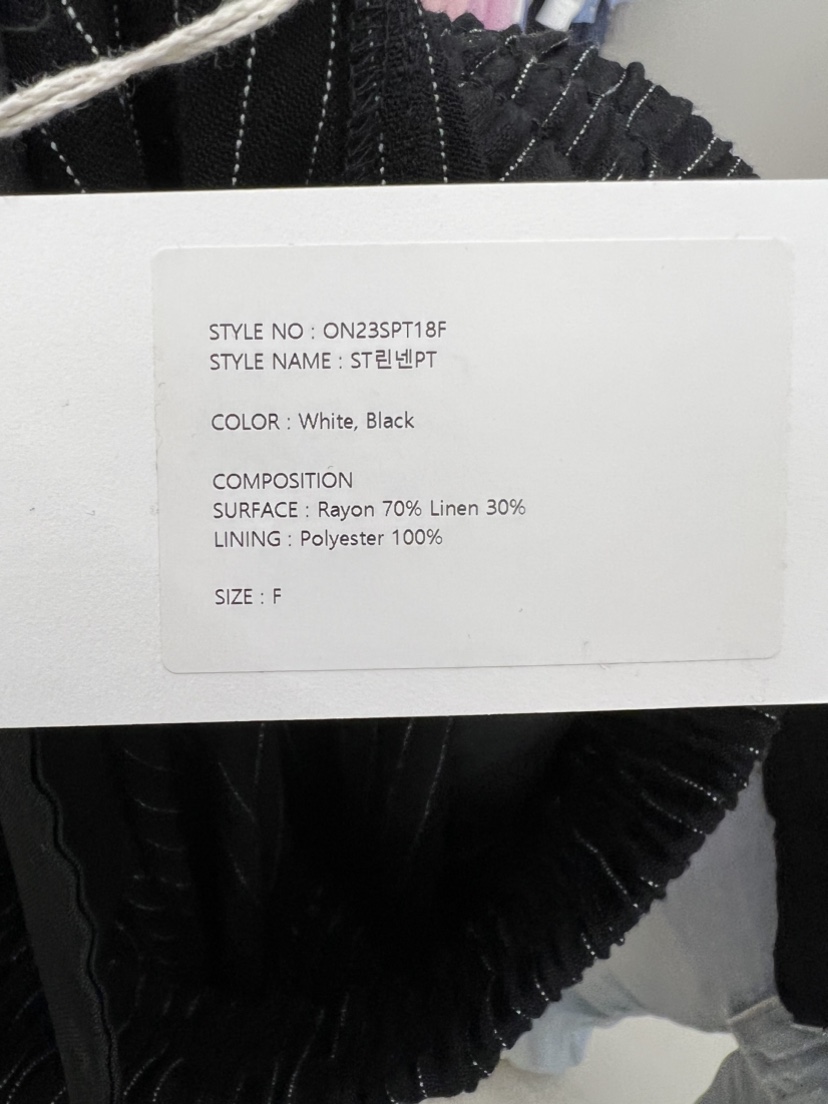 STYLE NO : ON23SPT18F
STYLE NAME : ST린넨PT
COLOR : White, Black
COMPOSITION
SURFACE : Rayon 70% Linen 30%
LINING : Polyester 100%
SIZE : F